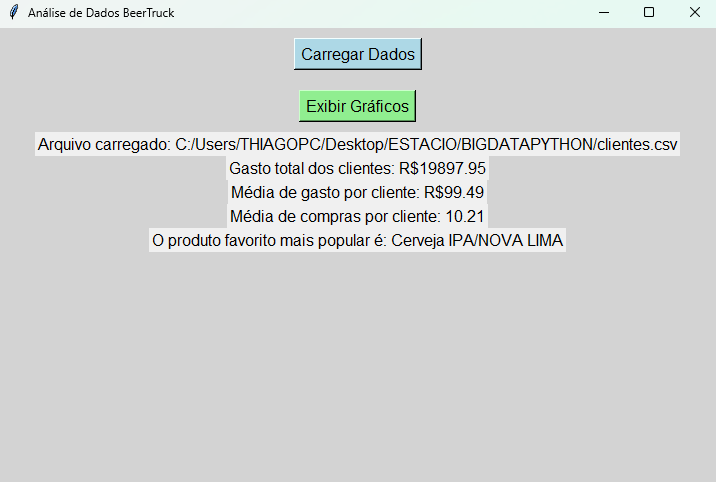 Análise de Dados BeerTruck
Carregar Dados
Exibir Gráficos
Arquivo carregado: C:/Users/THIAGOPC/Desktop/ESTACIO/BIGDATAPYTHON/clientes.csv
Gasto total dos clientes: R$19897.95
Média de gasto por cliente: R$99.49
Média de compras por cliente: 10.21
O produto favorito mais popular é: Cerveja IPA/NOVA LIMA